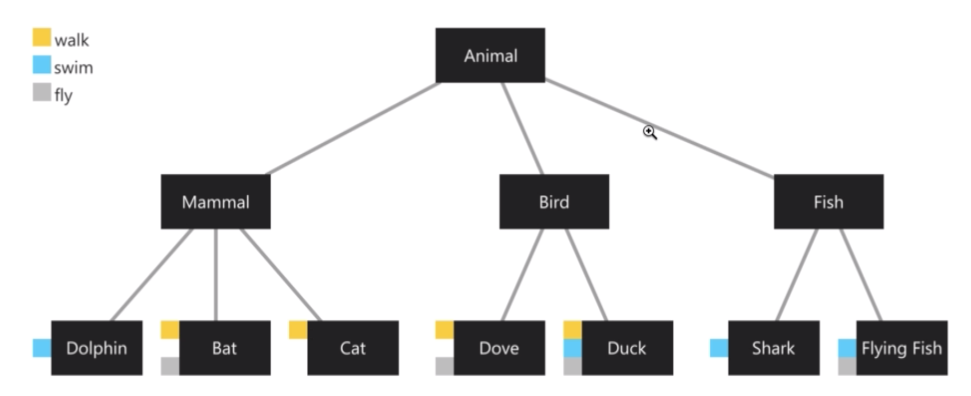 walk
swim
fly
Animal
Mammal
Bird
Fish
Dolphin
Bat
Cat
Dove
Duck
Shark
Flying Fish